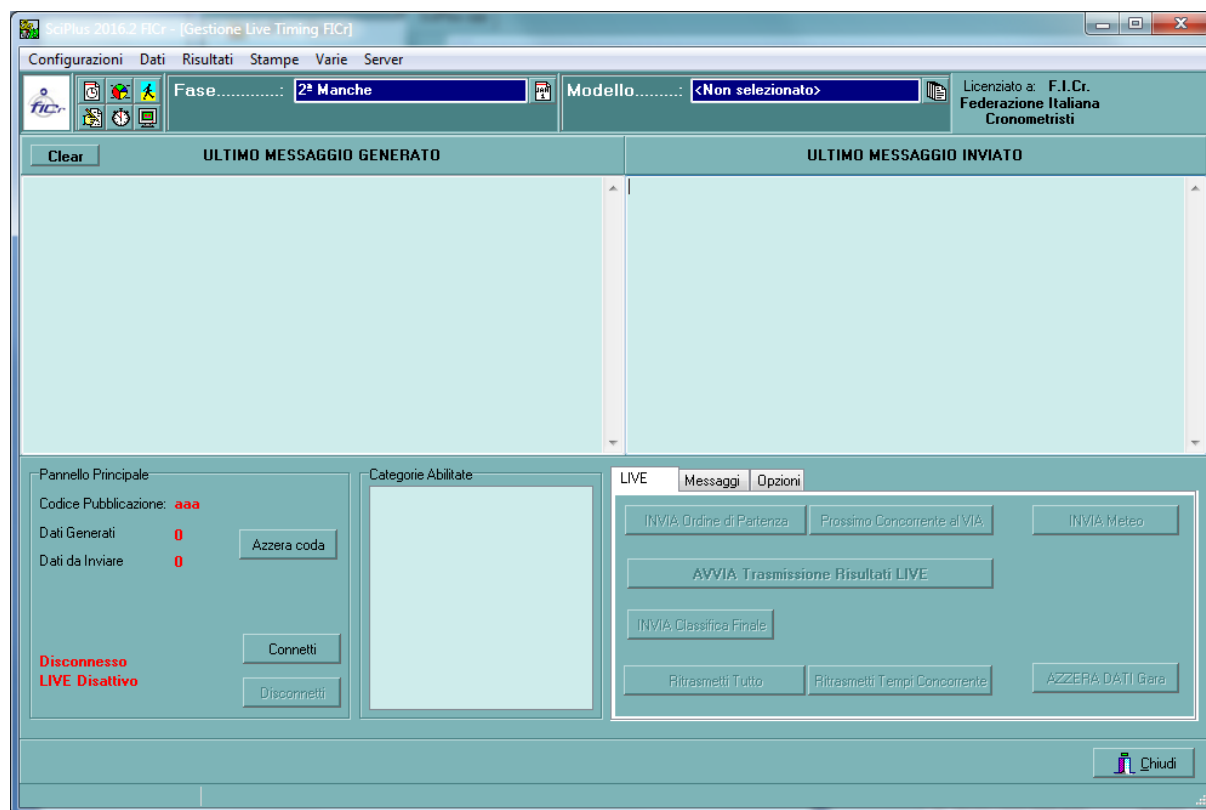 SciPlus 2016.2 FICr - [Gestione Live Timing FICr]
Configurazioni Dati Risultati Stampe Varie Server
FICr
Fase.............: 2ª Manche
Modello.........: <Non selezionato>
Licenziato a: F.I.Cr.
Federazione Italiana
Cronometristi
Clear
ULTIMO MESSAGGIO GENERATO
ULTIMO MESSAGGIO INVIATO
Pannello Principale
Codice Pubblicazione: aaa
Dati Generati 0
Dati da Inviare 0
Azzera coda
Connetti
Disconnesso
LIVE Disattivo
Disconnetti
Categorie Abilitate
LIVE Messaggi Opzioni
INVIA Ordine di Partenza Prossimo Concorrente al VIA INVIA Meteo
AVVIA Trasmissione Risultati LIVE
INVIA Classifica Finale
Ritrasmetti Tutto Ritrasmetti Tempi Concorrente AZZERA DATI Gara
Chiudi